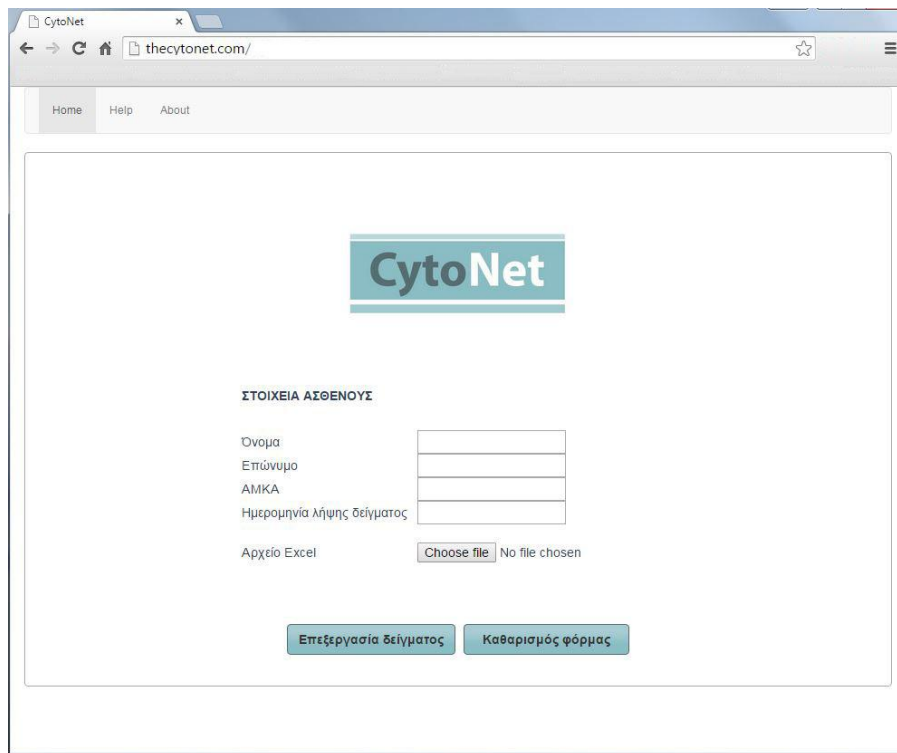 CytoNet
thecytonet.com/
Home Help About
CytoNet
ΣΤΟΙΧΕΙΑ ΑΣΘΕΝΟΥΣ
Όνομα
Επώνυμο
ΑΜΚΑ
Ημερομηνία λήψης δείγματος
Αρχείο Excel Choose file No file chosen
Επεξεργασία δείγματος Καθαρισμός φόρμας